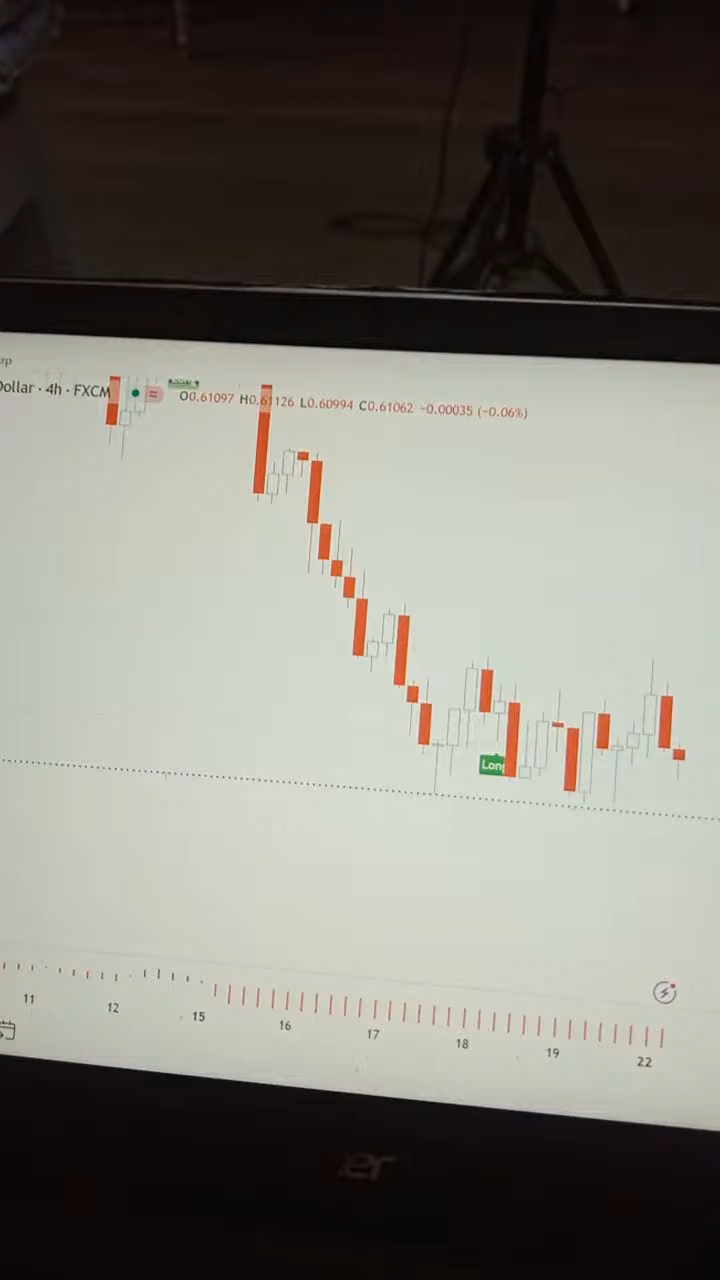 Dollar · 4h · FXCM
O0.61097 H0.61126 L0.60994 C0.61062 −0.00035 (−0.06%)
Long
11 12 15 16 17 18 19 22